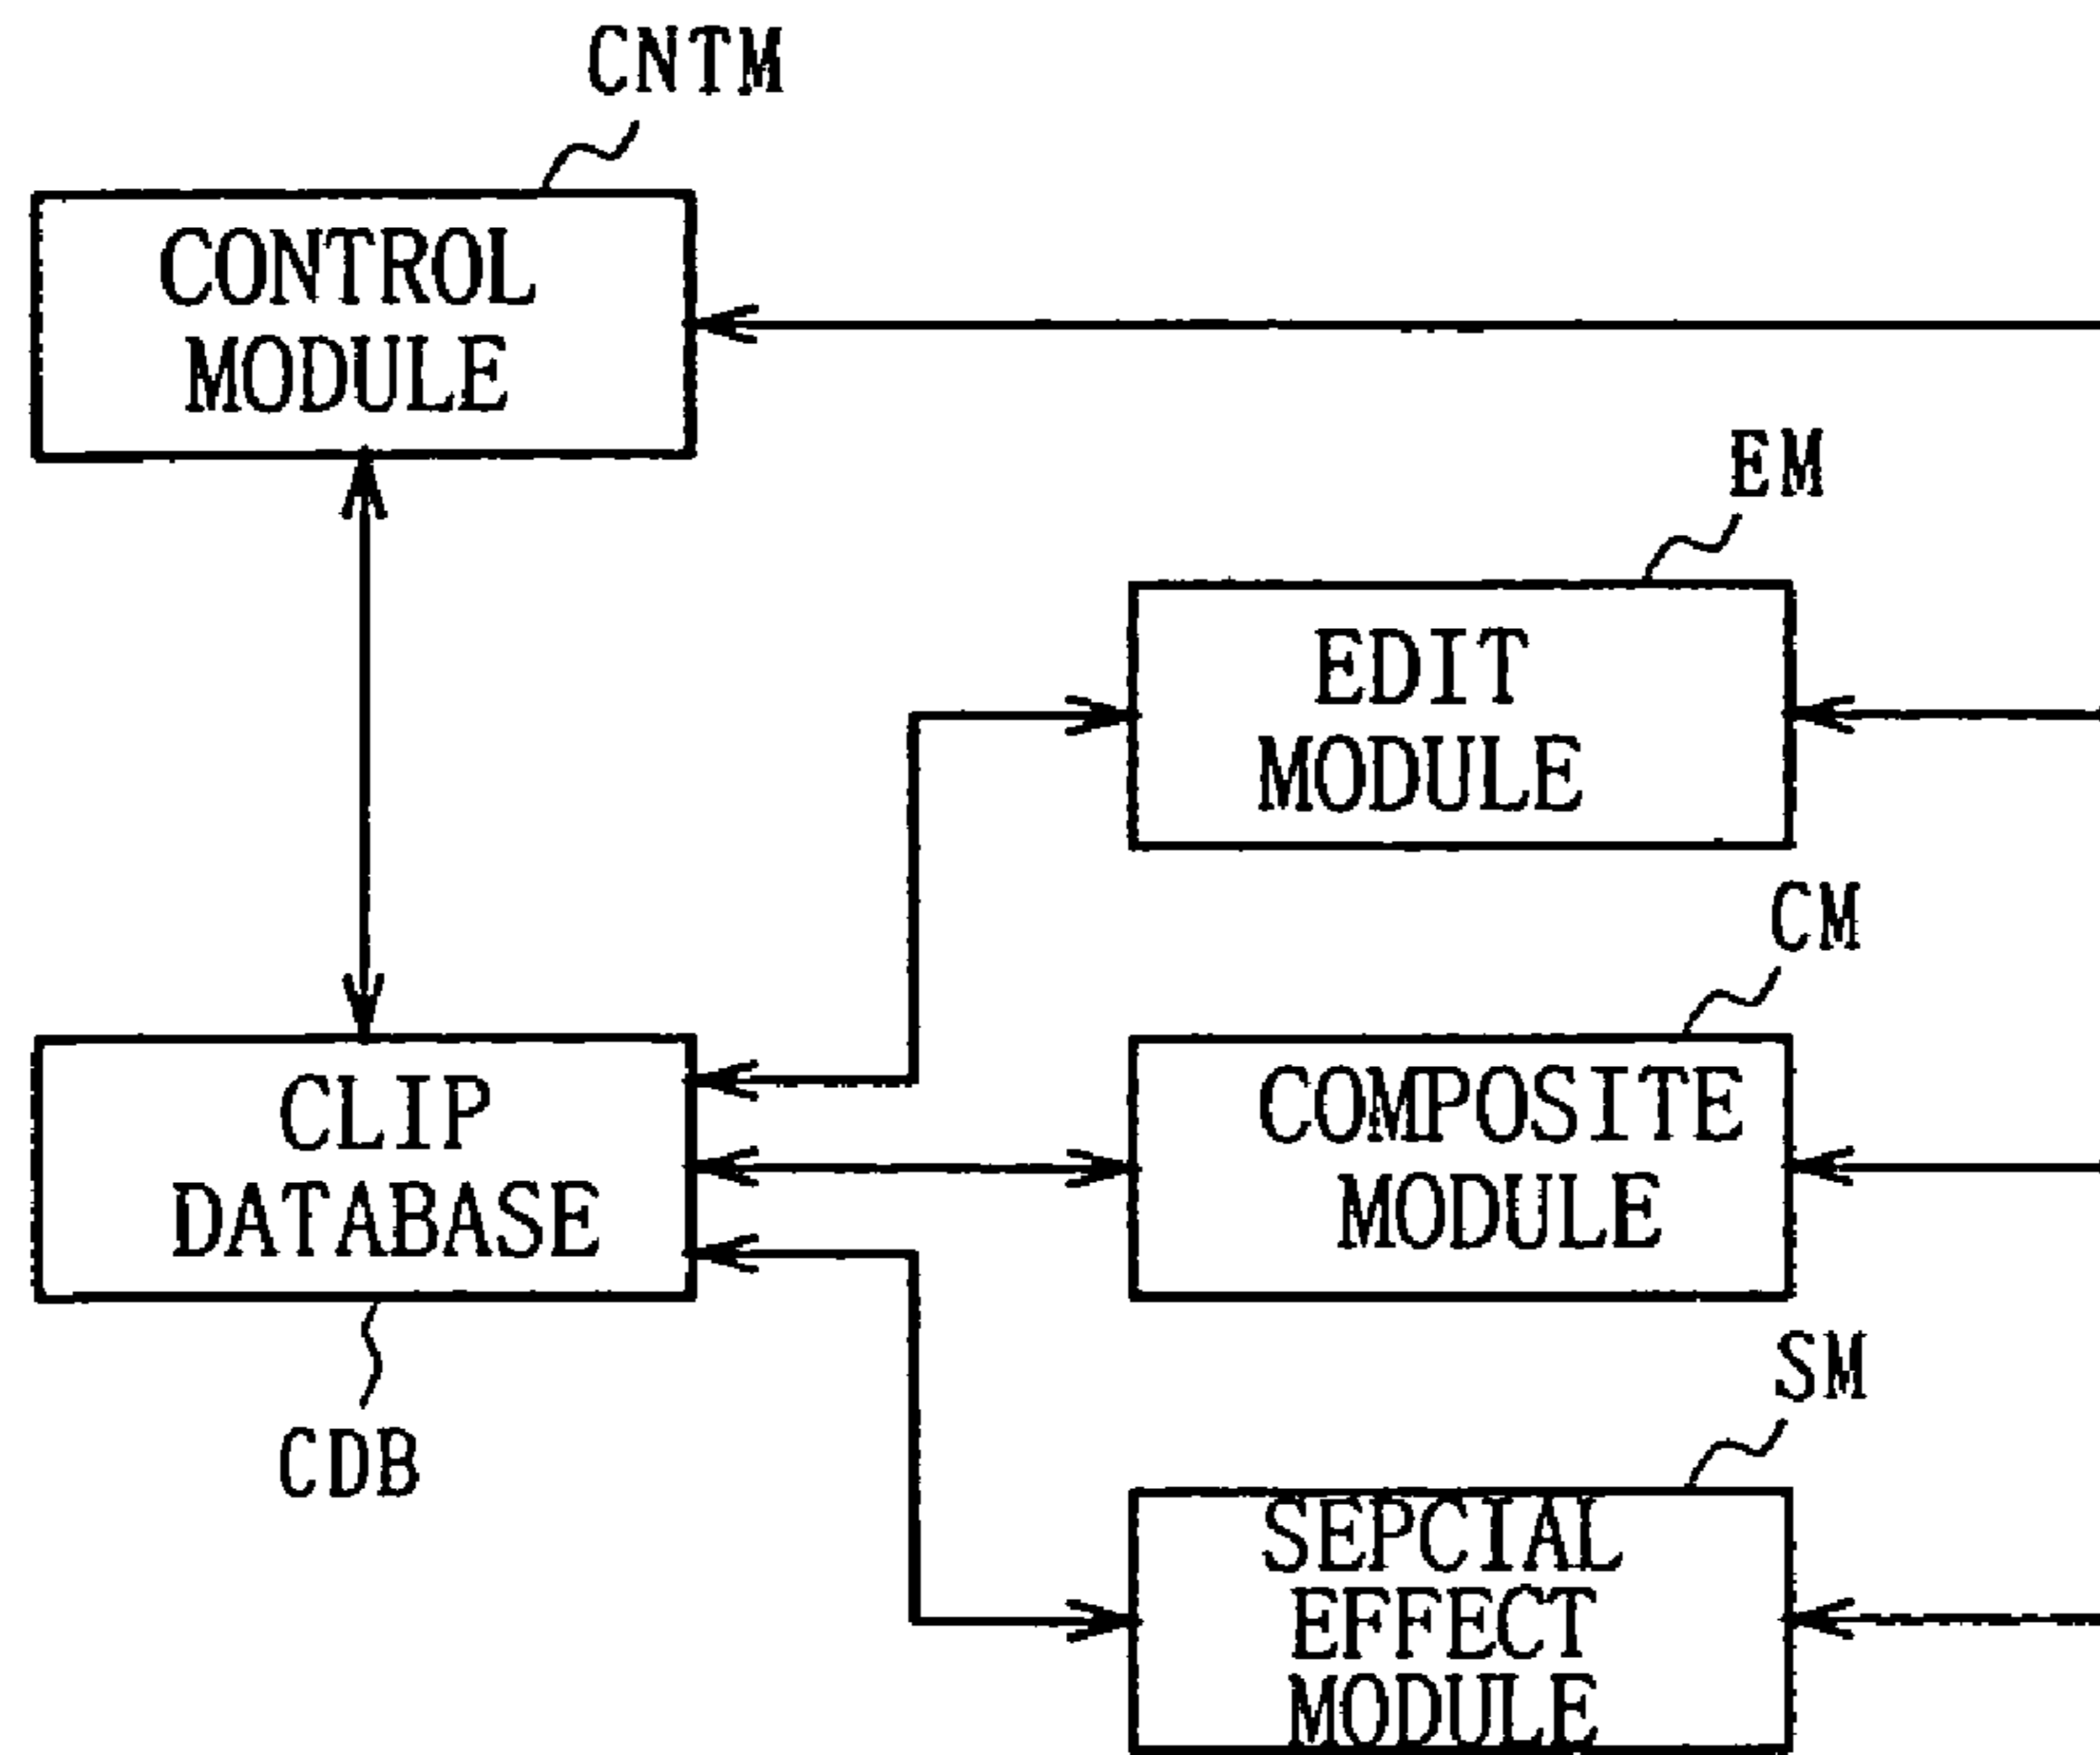 CNTM
CONTROL
MODULE
EM
EDIT
MODULE
CM
CLIP
DATABASE
COMPOSITE
MODULE
CDB
SM
SEPCIAL
EFFECT
MODULE